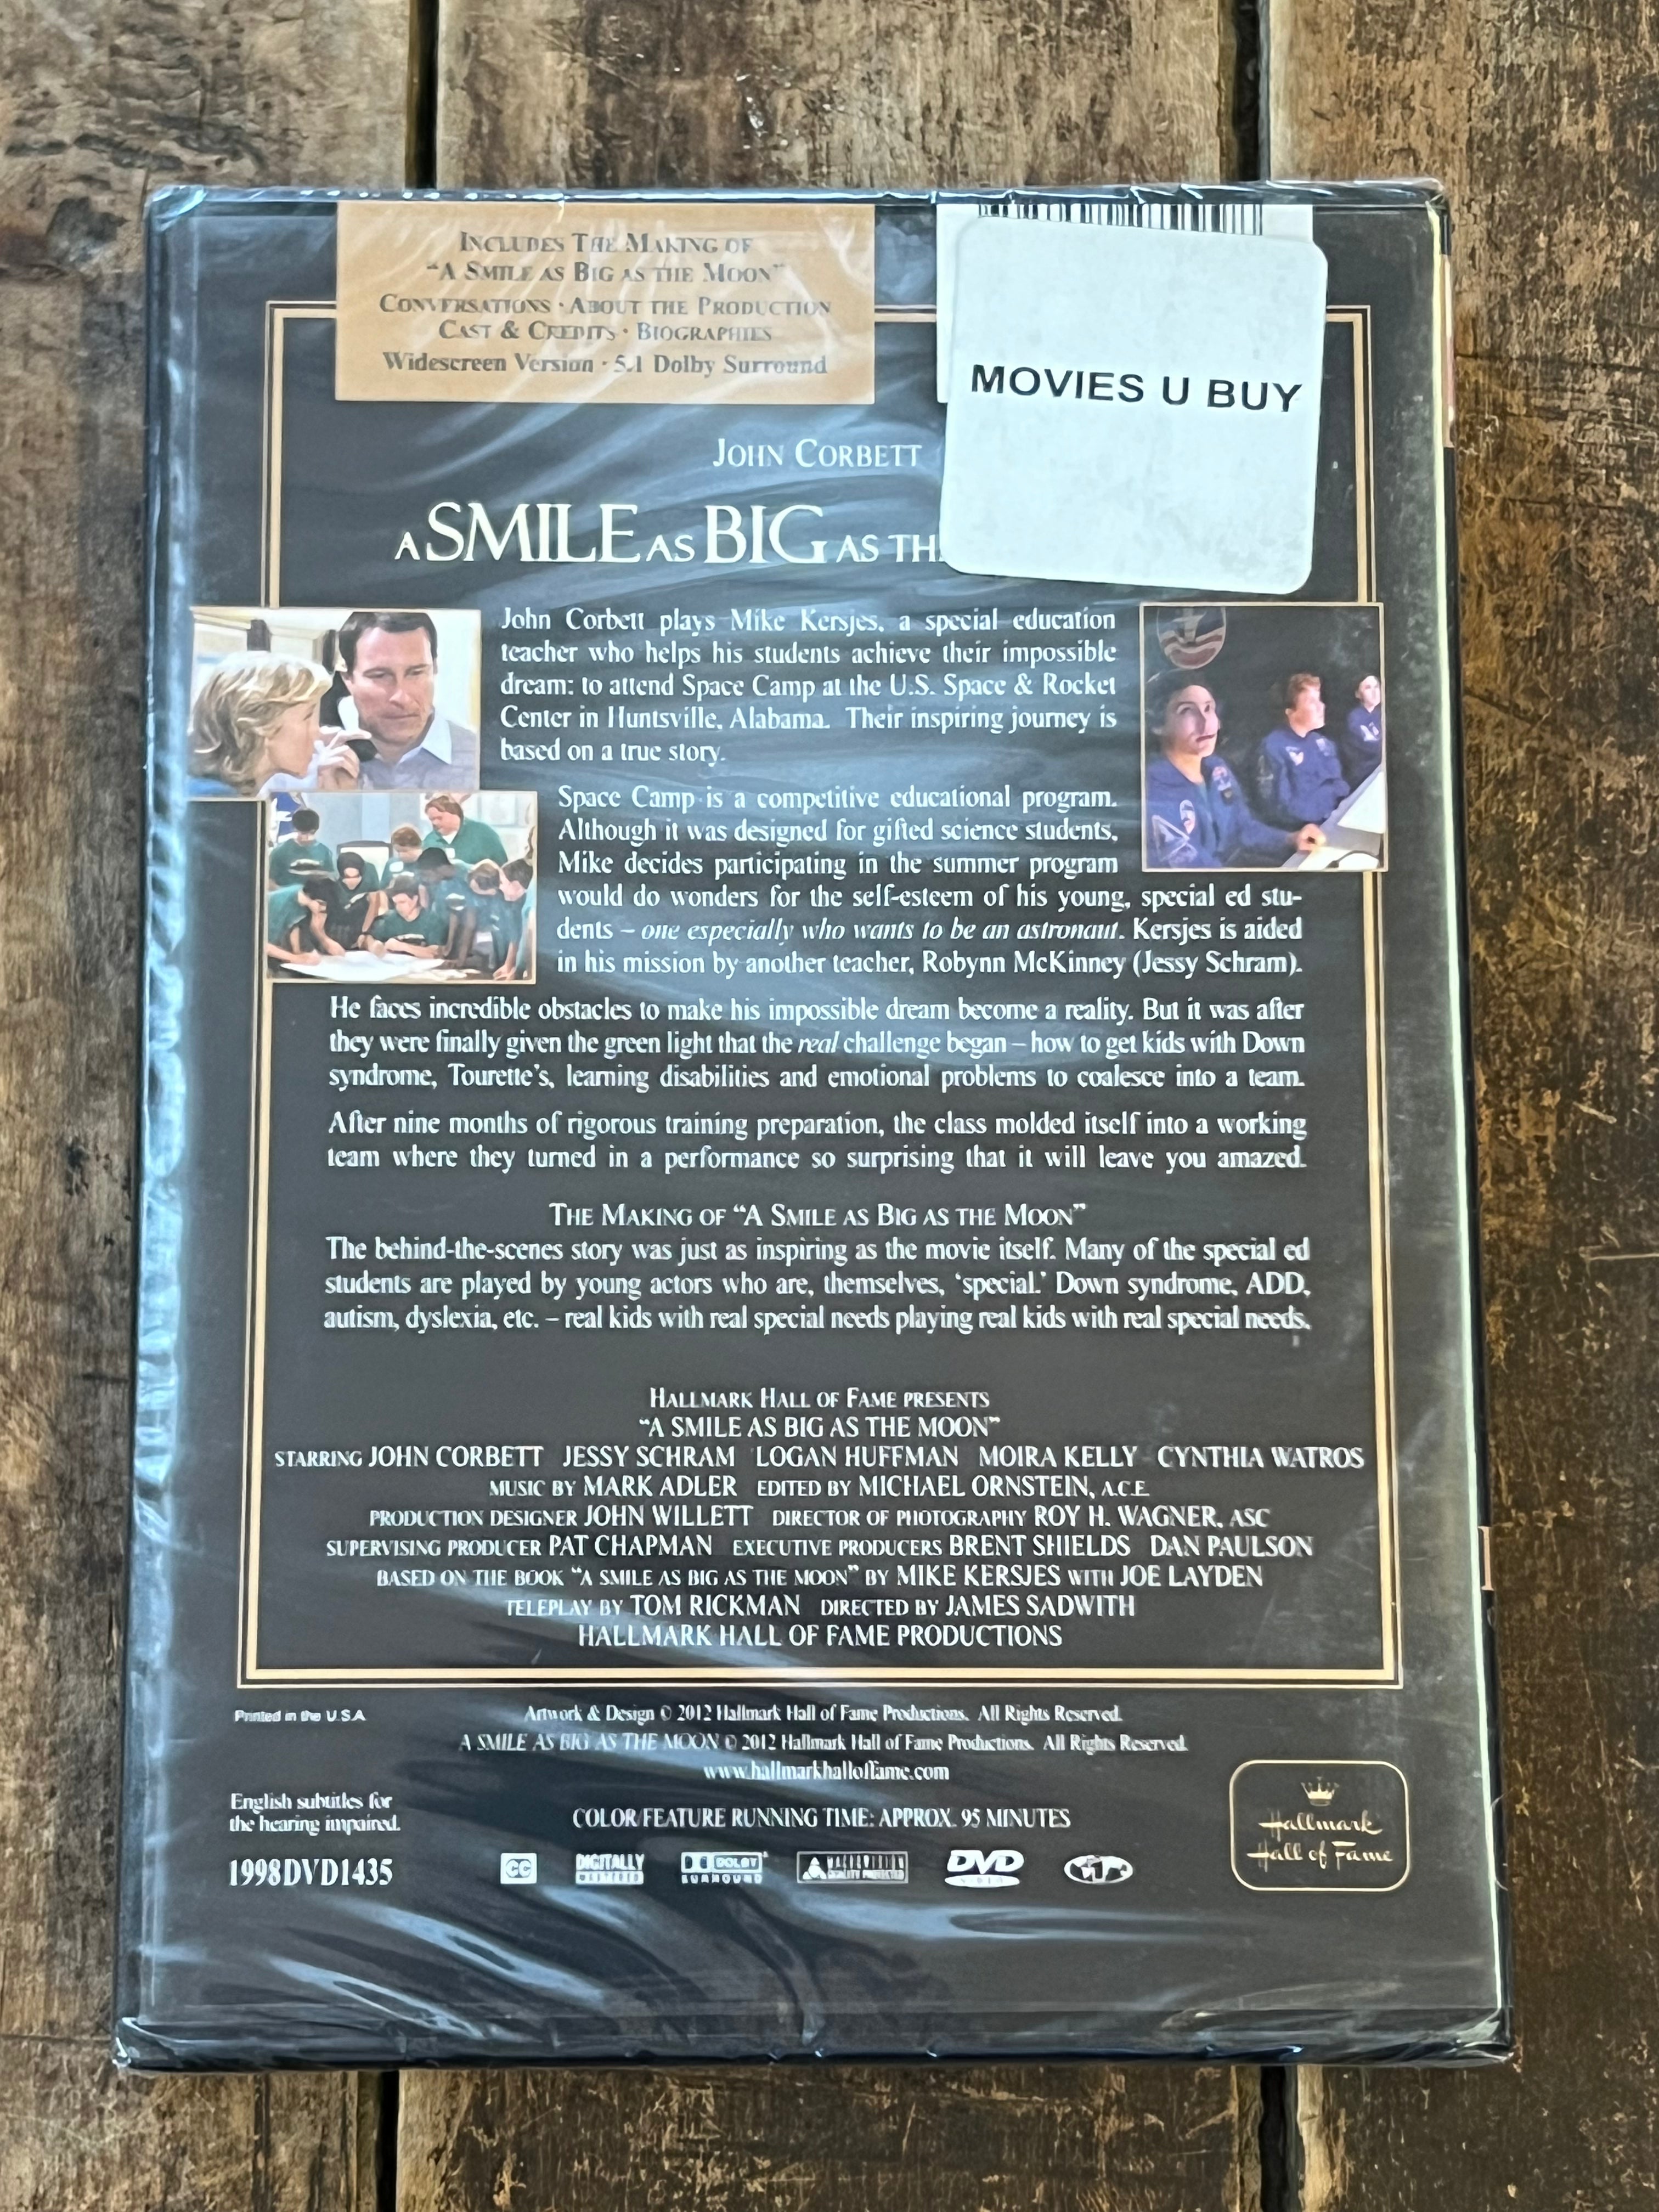 INCLUDES THE MAKING OF
“A SMILE AS BIG AS THE MOON”
CONVERSATIONS · ABOUT THE PRODUCTION
CAST & CREDITS · BIOGRAPHIES
Widescreen Version · 5.1 Dolby Surround
MOVIES U BUY
JOHN CORBETT
A SMILE AS BIG AS
John Corbett plays Mike Kersjes, a special education
teacher who helps his students achieve their impossible
dream: to attend Space Camp at the U.S. Space & Rocket
Center in Huntsville, Alabama. Their inspiring journey is
based on a true story.
Space Camp is a competitive educational program.
Although it was designed for gifted science students,
Mike decides participating in the summer program
would do wonders for the self-esteem of his young, special ed stu-
dents – one especially who wants to be an astronaut. Kersjes is aided
in his mission by another teacher, Robynn McKinney (Jessy Schram).
He faces incredible obstacles to make his impossible dream become a reality. But it was after
they were finally given the green light that the real challenge began – how to get kids with Down
syndrome, Tourette’s, learning disabilities and emotional problems to coalesce into a team.
After nine months of rigorous training preparation, the class molded itself into a working
team where they turned in a performance so surprising that it will leave you amazed.
THE MAKING OF “A SMILE AS BIG AS THE MOON”
The behind-the-scenes story was just as inspiring as the movie itself. Many of the special ed
students are played by young actors who are, themselves, ‘special.’ Down syndrome, ADD,
autism, dyslexia, etc. – real kids with real special needs playing real kids with real special needs.
HALLMARK HALL OF FAME PRESENTS
“A SMILE AS BIG AS THE MOON”
STARRING JOHN CORBETT JESSY SCHRAM LOGAN HUFFMAN MOIRA KELLY CYNTHIA WATROS
MUSIC BY MARK ADLER EDITED BY MICHAEL ORNSTEIN, A.C.E.
PRODUCTION DESIGNER JOHN WILLETT DIRECTOR OF PHOTOGRAPHY ROY H. WAGNER, ASC
SUPERVISING PRODUCER PAT CHAPMAN EXECUTIVE PRODUCERS BRENT SHIELDS DAN PAULSON
BASED ON THE BOOK “A SMILE AS BIG AS THE MOON” BY MIKE KERSJES WITH JOE LAYDEN
TELEPLAY BY TOM RICKMAN DIRECTED BY JAMES SADWITH
HALLMARK HALL OF FAME PRODUCTIONS
Printed in the U.S.A
Artwork & Design © 2012 Hallmark Hall of Fame Productions. All Rights Reserved.
A SMILE AS BIG AS THE MOON © 2012 Hallmark Hall of Fame Productions. All Rights Reserved.
www.hallmarkhalloffame.com
English subtitles for
the hearing impaired.
COLOR/FEATURE RUNNING TIME: APPROX. 95 MINUTES
1998DVD1435
CC
DIGITALLY
MASTERED
DOLBY
SURROUND
MACROVISION
QUALITY PROTECTED
DVD
VIDEO
1
Hallmark
Hall of Fame